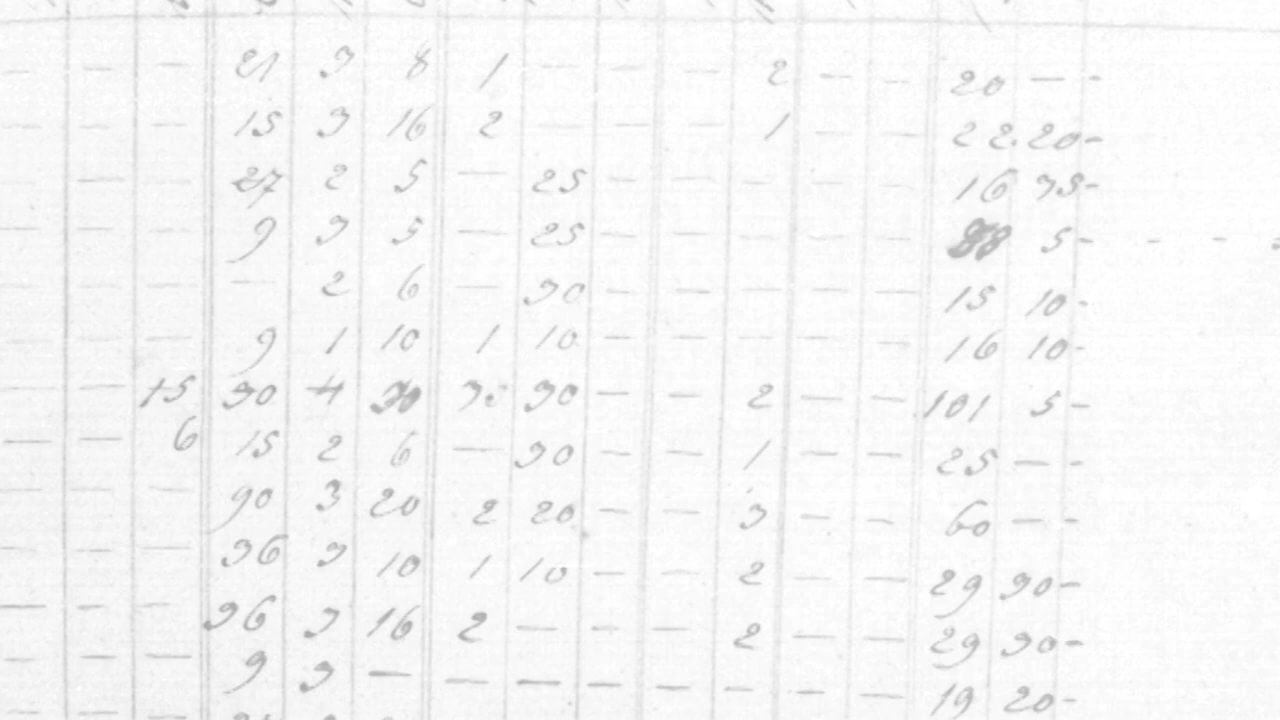 — — — 21 3 8 1 — — — — 2 — — 20 — -
— — — 15 3 16 2 — — — — 1 — — 22.20-
— — — 27 2 5 — 25 — — — — — — 16 35-
— — — 9 3 5 — 25 — — — — — — 5- - - -
— — — — 2 6 — 30 — — — — — — 15 10-
— — — 9 1 10 1 10 — — — — — — 16 10-
— — 15 30 4 30 30 — — 2 — — 101 5-
— — 6 15 2 6 — 30 — — 1 — — 25 — -
— — — 90 3 20 2 20 — — 3 — — 60 — -
— — — 36 3 10 1 10 — — 2 — — 29 30-
— — — 36 3 16 2 — — — 2 — — 29 30-
— — — 9 3 — — — — — — — — 19 20-